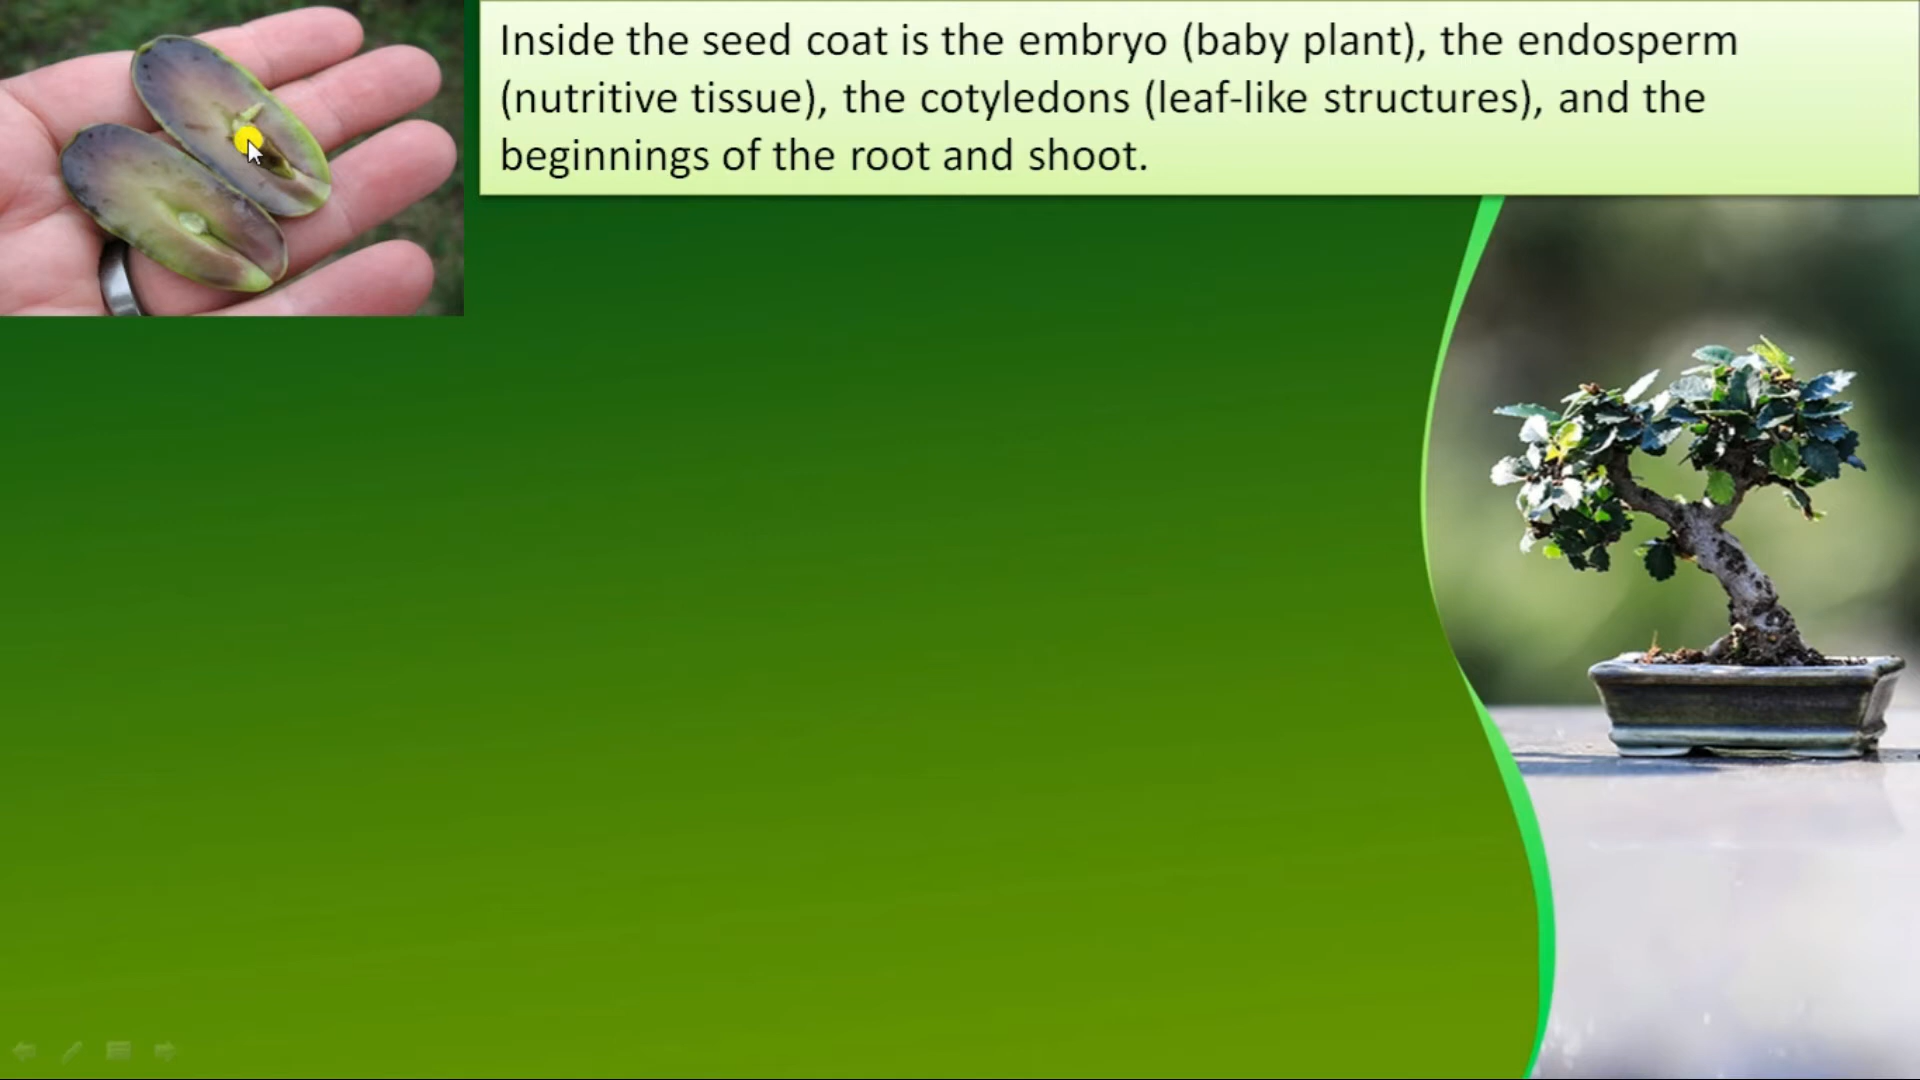 Inside the seed coat is the embryo (baby plant), the endosperm
(nutritive tissue), the cotyledons (leaf-like structures), and the
beginnings of the root and shoot.